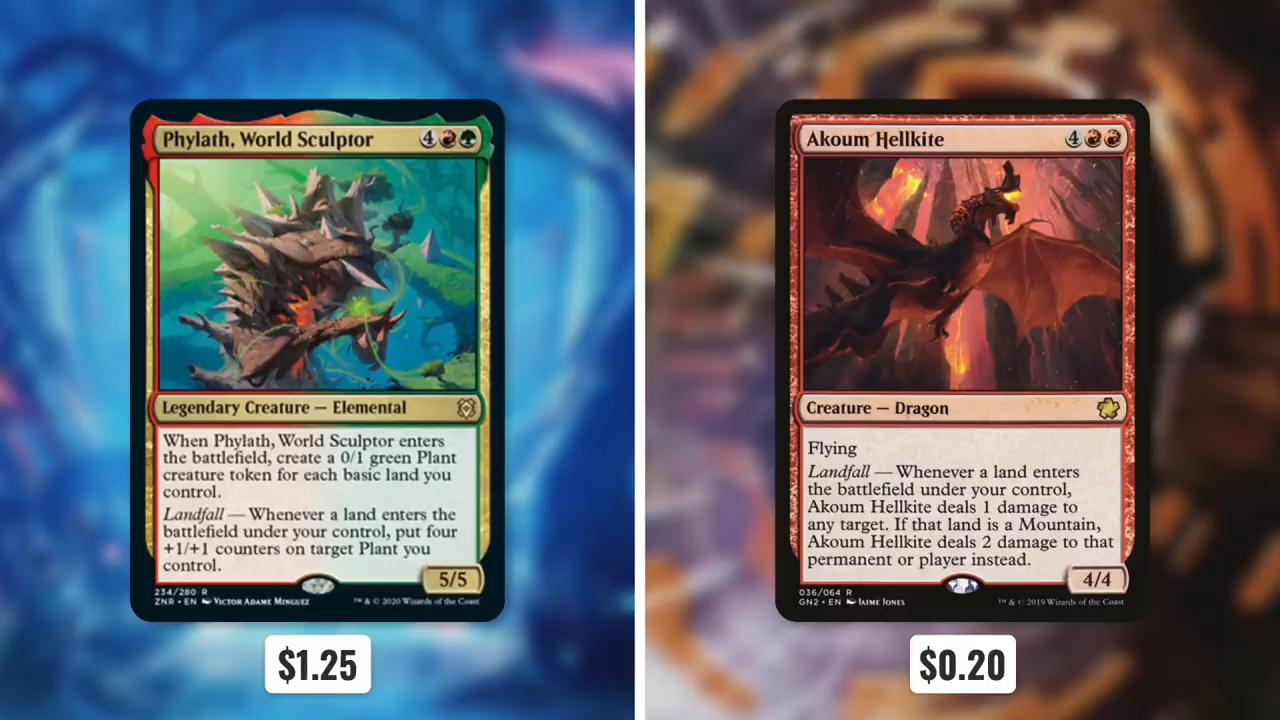 Phylath, World Sculptor 4
Legendary Creature — Elemental
When Phylath, World Sculptor enters
the battlefield, create a 0/1 green Plant
creature token for each basic land you
control.
Landfall — Whenever a land enters the
battlefield under your control, put four
+1/+1 counters on target Plant you
control.
5/5
234/280 R
ZNR • EN Victor Adame Minguez
™ & © 2020 Wizards of the Coast
$1.25
Akoum Hellkite 4
Creature — Dragon
Flying
Landfall — Whenever a land enters
the battlefield under your control,
Akoum Hellkite deals 1 damage to
any target. If that land is a Mountain,
Akoum Hellkite deals 2 damage to that
permanent or player instead.
4/4
036/064 R
GN2 • EN Jaime Jones
™ & © 2019 Wizards of the Coast
$0.20